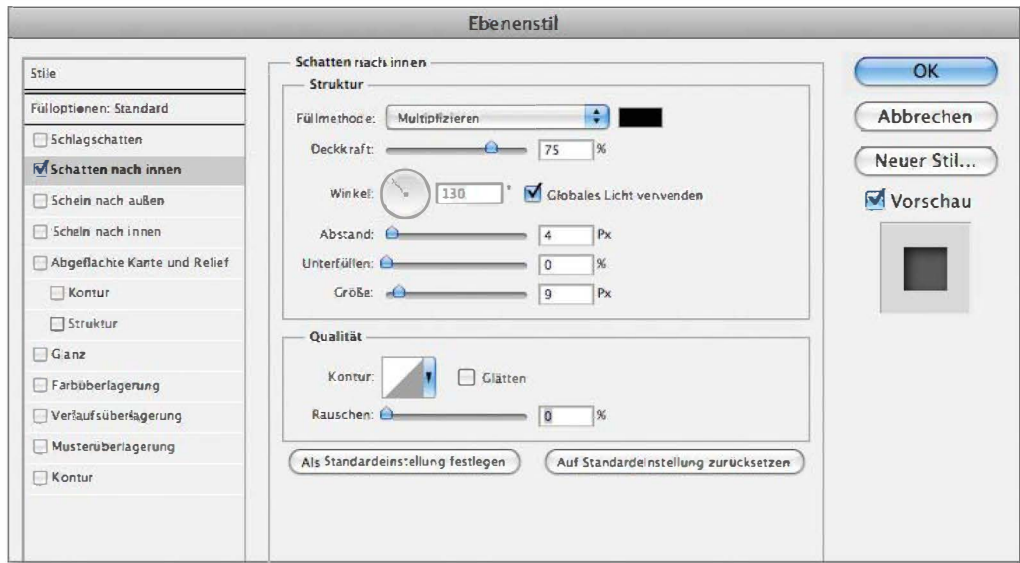 Ebenenstil
Stile
Fülloptionen: Standard
Schlagschatten
Schatten nach innen
Schein nach außen
Schein nach innen
Abgeflachte Kante und Relief
Kontur
Struktur
Glanz
Farbüberlagerung
Verlaufsüberlagerung
Musterüberlagerung
Kontur
Schatten nach innen
Struktur
Füllmethode: Multiplizieren
Deckkraft: 75 %
Winkel: 130 ° Globales Licht verwenden
Abstand: 4 Px
Unterfüllen: 0 %
Größe: 9 Px
Qualität
Kontur: Glätten
Rauschen: 0 %
Als Standardeinstellung festlegen Auf Standardeinstellung zurücksetzen
OK
Abbrechen
Neuer Stil...
Vorschau